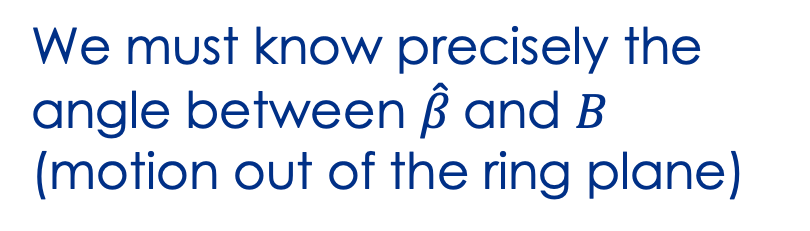 We must know precisely the
angle between β̂ and B
(motion out of the ring plane)